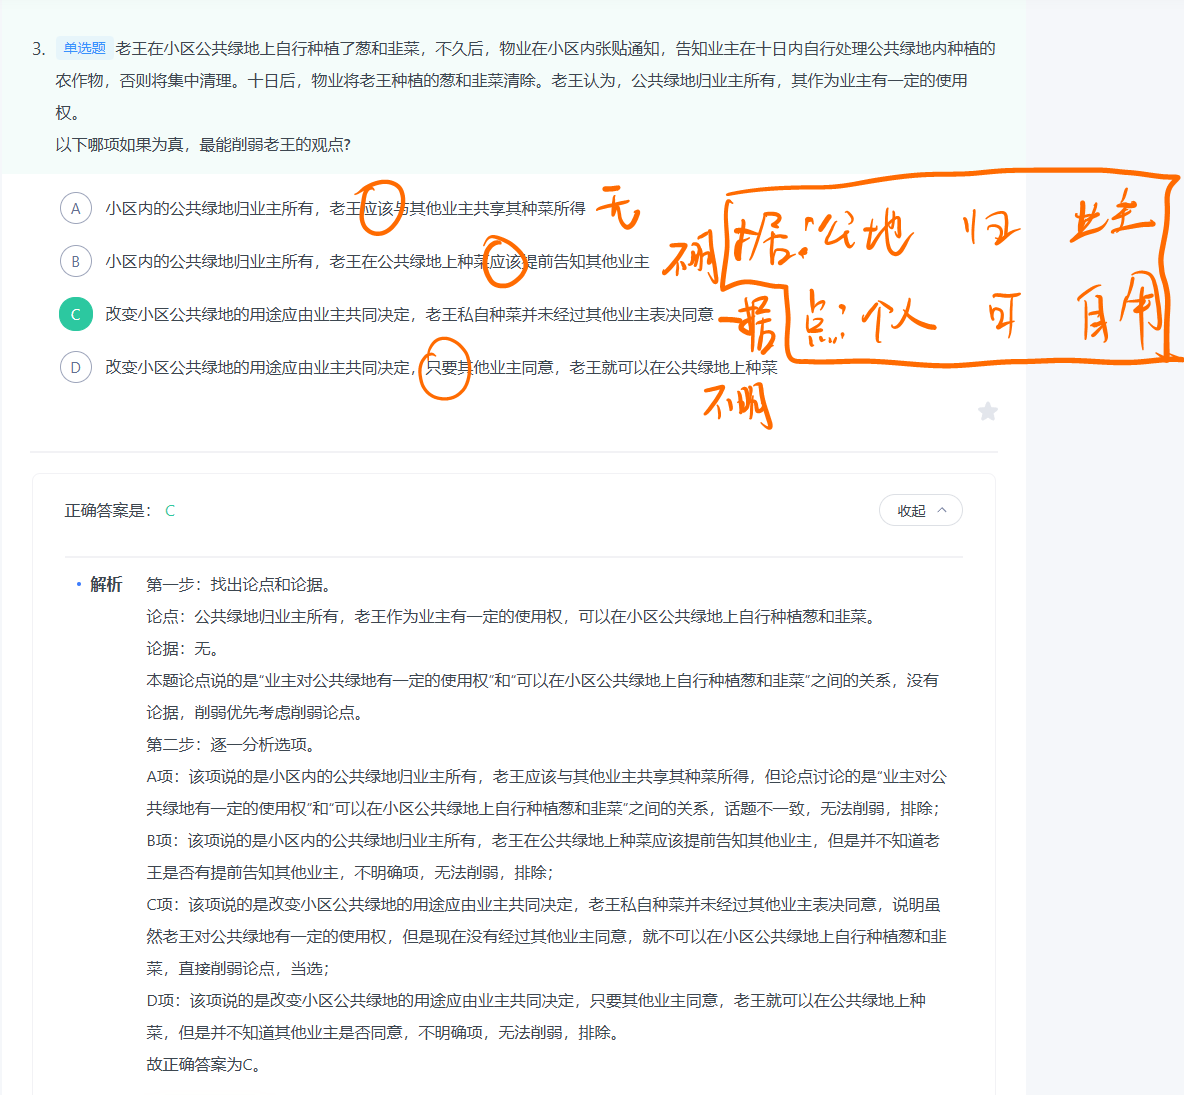 3. 单选题 老王在小区公共绿地上自行种植了葱和韭菜，不久后，物业在小区内张贴通知，告知业主在十日内自行处理公共绿地内种植的
农作物，否则将集中清理。十日后，物业将老王种植的葱和韭菜清除。老王认为，公共绿地归业主所有，其作为业主有一定的使用
权。
以下哪项如果为真，最能削弱老王的观点?
A 小区内的公共绿地归业主所有，老王应该与其他业主共享其种菜所得 无
据:公地 归 业主
B 小区内的公共绿地归业主所有，老王在公共绿地上种菜应该提前告知其他业主 不明
C 改变小区公共绿地的用途应由业主共同决定，老王私自种菜并未经过其他业主表决同意 一据
点:个人 可 自用
D 改变小区公共绿地的用途应由业主共同决定，只要其他业主同意，老王就可以在公共绿地上种菜
不明
正确答案是： C
收起
• 解析 第一步：找出论点和论据。
论点：公共绿地归业主所有，老王作为业主有一定的使用权，可以在小区公共绿地上自行种植葱和韭菜。
论据：无。
本题论点说的是“业主对公共绿地有一定的使用权”和“可以在小区公共绿地上自行种植葱和韭菜”之间的关系，没有
论据，削弱优先考虑削弱论点。
第二步：逐一分析选项。
A项：该项说的是小区内的公共绿地归业主所有，老王应该与其他业主共享其种菜所得，但论点讨论的是“业主对公
共绿地有一定的使用权”和“可以在小区公共绿地上自行种植葱和韭菜”之间的关系，话题不一致，无法削弱，排除；
B项：该项说的是小区内的公共绿地归业主所有，老王在公共绿地上种菜应该提前告知其他业主，但是并不知道老
王是否有提前告知其他业主，不明确项，无法削弱，排除；
C项：该项说的是改变小区公共绿地的用途应由业主共同决定，老王私自种菜并未经过其他业主表决同意，说明虽
然老王对公共绿地有一定的使用权，但是现在没有经过其他业主同意，就不可以在小区公共绿地上自行种植葱和韭
菜，直接削弱论点，当选；
D项：该项说的是改变小区公共绿地的用途应由业主共同决定，只要其他业主同意，老王就可以在公共绿地上种
菜，但是并不知道其他业主是否同意，不明确项，无法削弱，排除。
故正确答案为C。